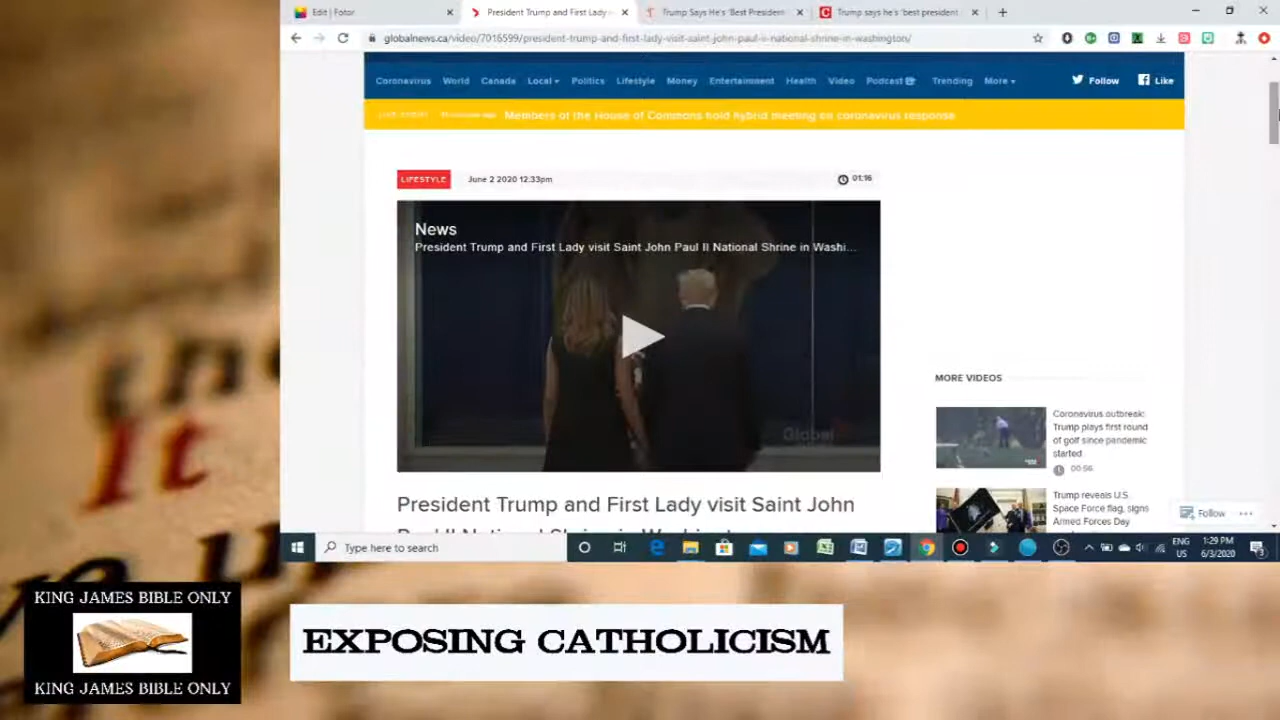 Edit | Fotor
President Trump and First Lady
Trump Says He's 'Best President
Trump says he's 'best president
globalnews.ca/video/7016599/president-trump-and-first-lady-visit-saint-john-paul-ii-national-shrine-in-washington/
Coronavirus World Canada Local Politics Lifestyle Money Entertainment Health Video Podcast Trending More Follow Like
Members of the House of Commons hold hybrid meeting on coronavirus response
LIFESTYLE June 2 2020 12:33pm 01:16
News
President Trump and First Lady visit Saint John Paul II National Shrine in Washi...
Global
MORE VIDEOS
Coronavirus outbreak:
Trump plays first round
of golf since pandemic
started
00:56
Trump reveals U.S.
Space Force flag, signs
Armed Forces Day
President Trump and First Lady visit Saint John
Paul II National Shrine in Washington
Follow ...
Type here to search
ENG
US
1:29 PM
6/3/2020
It
KING JAMES BIBLE ONLY
KING JAMES BIBLE ONLY
EXPOSING CATHOLICISM